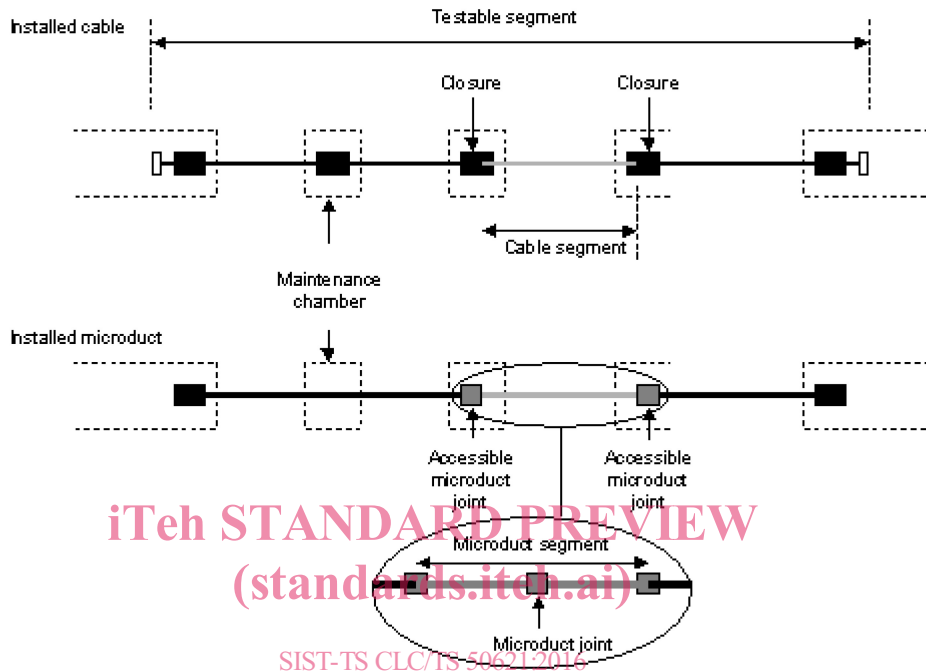 Testable segment
Installed cable
Closure
Closure
Cable segment
Maintenance
chamber
Installed microduct
Accessible
microduct
joint
Accessible
microduct
joint
iTeh STANDARD PREVIEW
Microduct segment
(standards.iteh.ai)
Microduct joint
SIST-TS CLC/TS 50621:2016